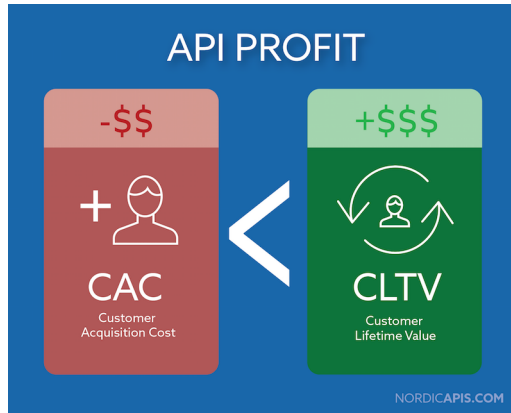 API PROFIT
-$$
+$$$
+
<
CAC
Customer
Acquisition Cost
CLTV
Customer
Lifetime Value
NORDICAPIS.COM